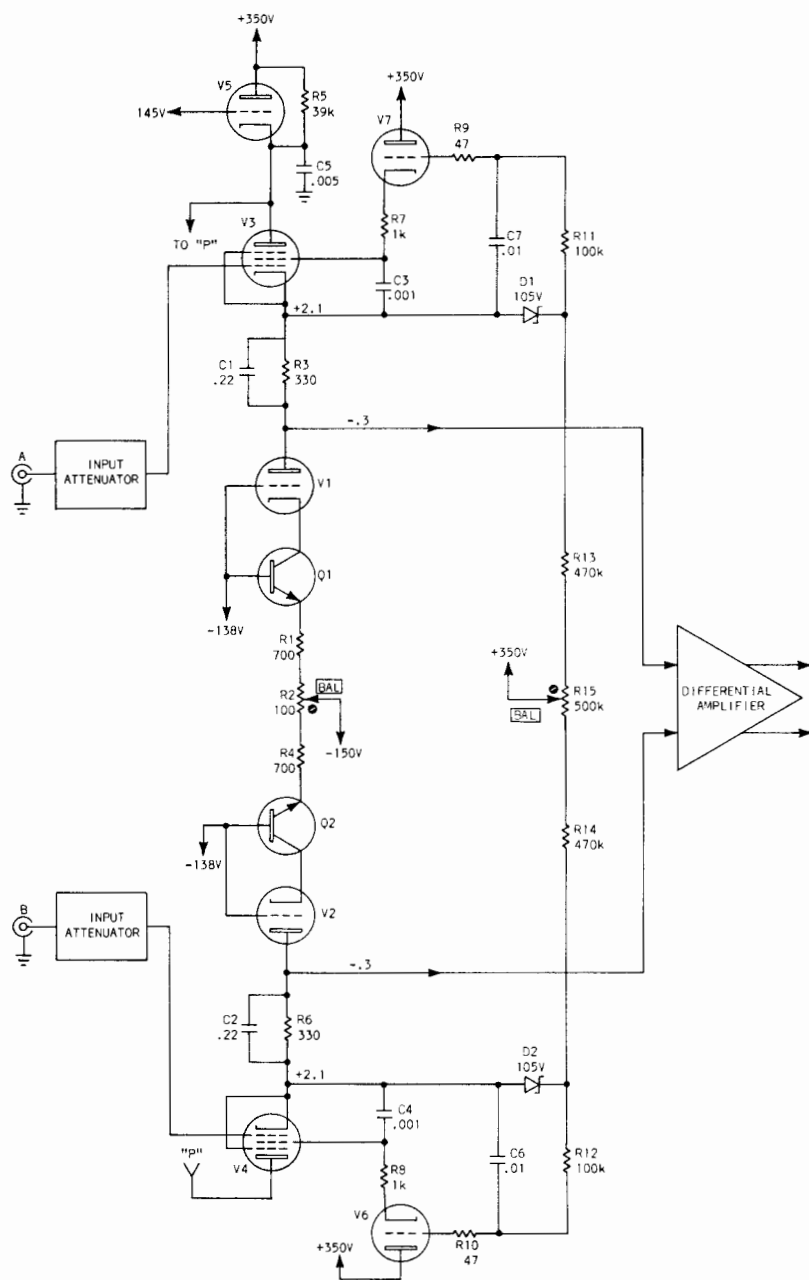 +350V
V5
R5
39k
145V
C5
.005
+350V
V7
R9
47
TO "P"
V3
R7
1k
C7
.01
R11
100k
C3
.001
D1
105V
+2.1
C1
.22
R3
330
-.3
A
INPUT
ATTENUATOR
V1
Q1
-138V
R1
700
R2
100
BAL
-150V
R4
700
R13
470k
+350V
BAL
R15
500k
DIFFERENTIAL
AMPLIFIER
Q2
-138V
R14
470k
B
INPUT
ATTENUATOR
V2
-.3
C2
.22
R6
330
+2.1
D2
105V
C4
.001
"P"
V4
R8
1k
C6
.01
R12
100k
V6
+350V
R10
47